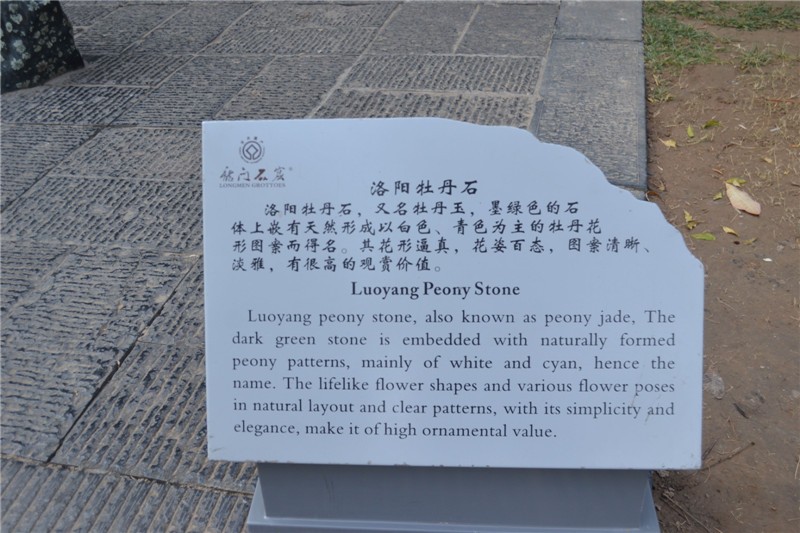 龙门石窟
LONGMEN GROTTOES
洛阳牡丹石
洛阳牡丹石，又名牡丹玉，墨绿色的石
体上嵌有天然形成以白色、青色为主的牡丹花
形图案而得名。其花形逼真，花姿百态，图案清晰、
淡雅，有很高的观赏价值。
Luoyang Peony Stone
Luoyang peony stone, also known as peony jade, The
dark green stone is embedded with naturally formed
peony patterns, mainly of white and cyan, hence the
name. The lifelike flower shapes and various flower poses
in natural layout and clear patterns, with its simplicity and
elegance, make it of high ornamental value.